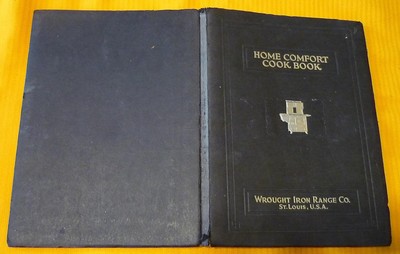 HOME COMFORT
COOK BOOK
WROUGHT IRON RANGE CO.
ST. LOUIS, U.S.A.